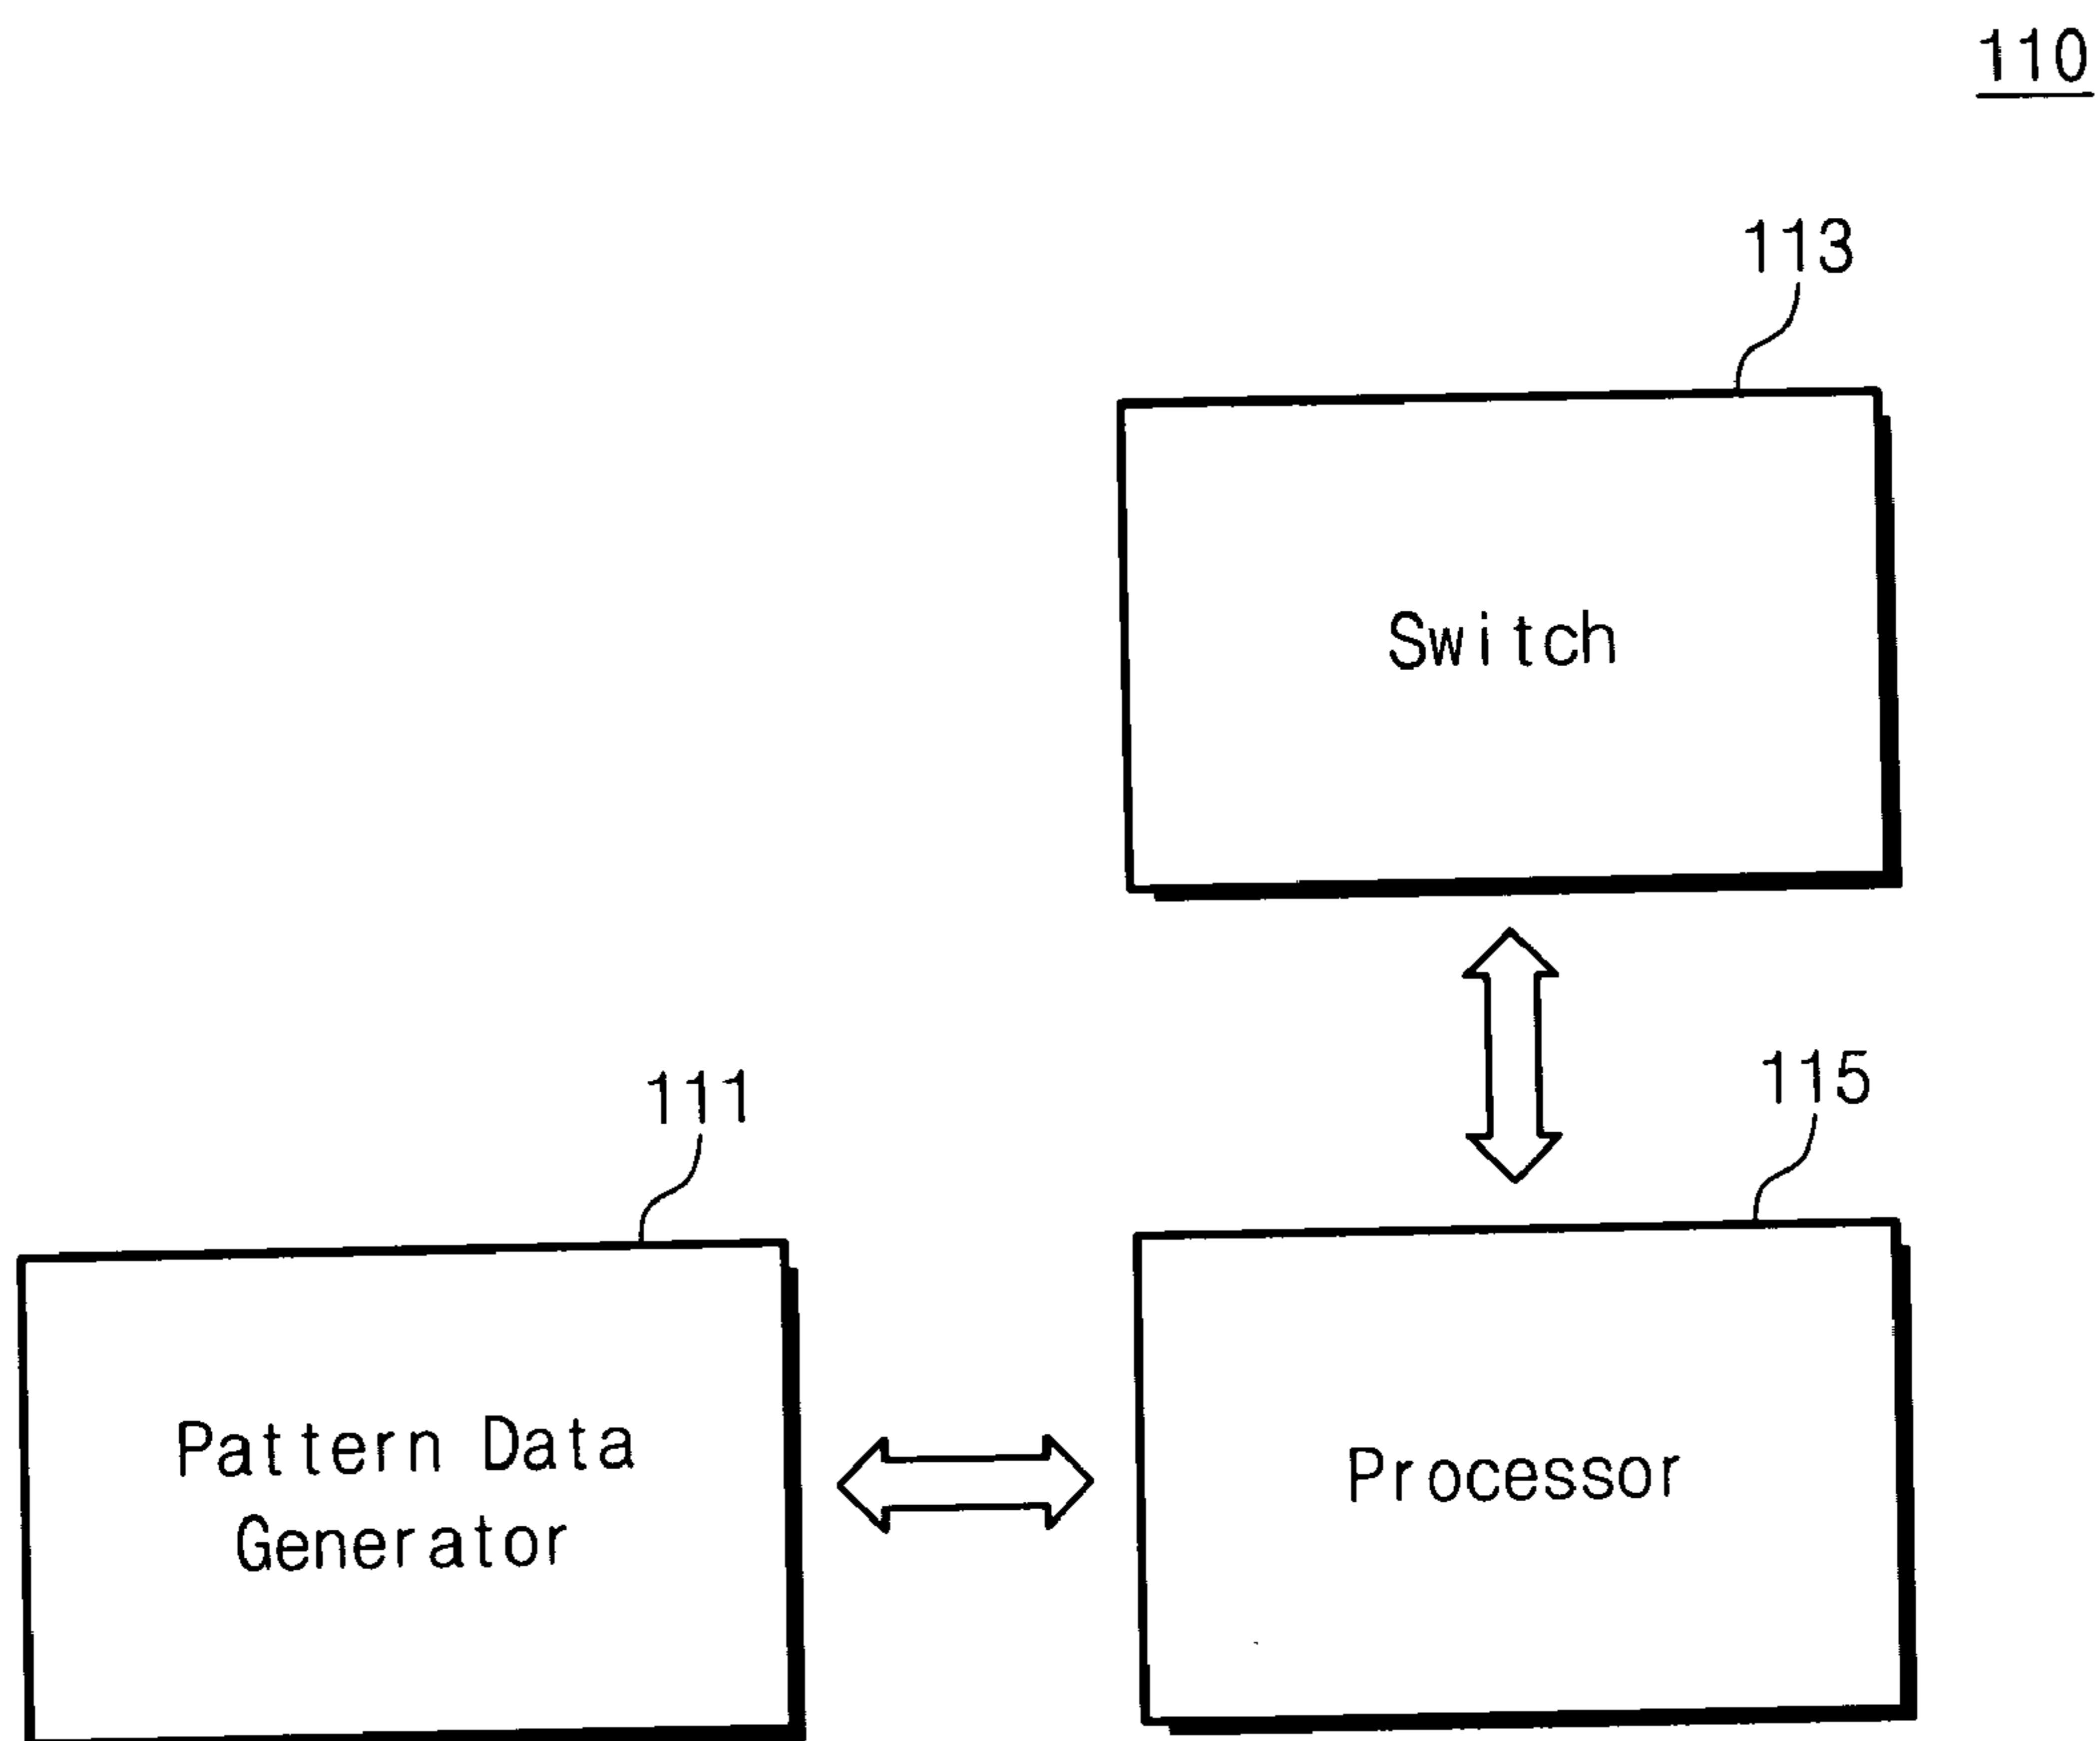 110
113
Switch
115
111
Pattern Data
Generator
Processor